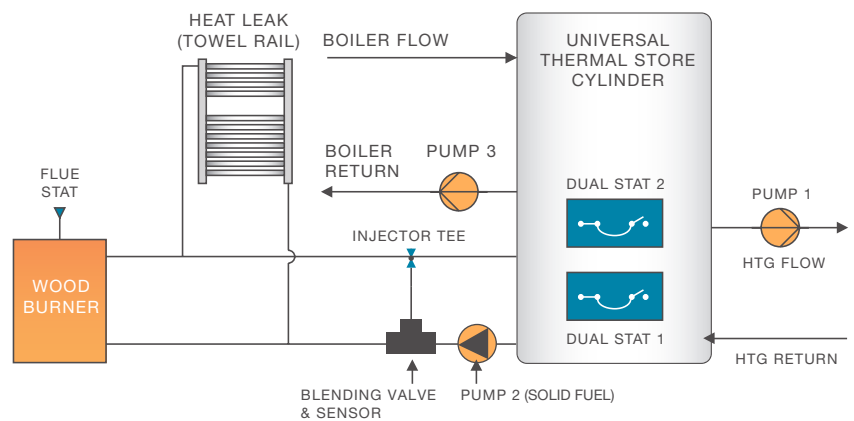 HEAT LEAK
(TOWEL RAIL)
BOILER FLOW
UNIVERSAL
THERMAL STORE
CYLINDER
BOILER
RETURN
PUMP 3
FLUE
STAT
DUAL STAT 2
PUMP 1
INJECTOR TEE
HTG FLOW
WOOD
BURNER
DUAL STAT 1
HTG RETURN
BLENDING VALVE
& SENSOR
PUMP 2 (SOLID FUEL)